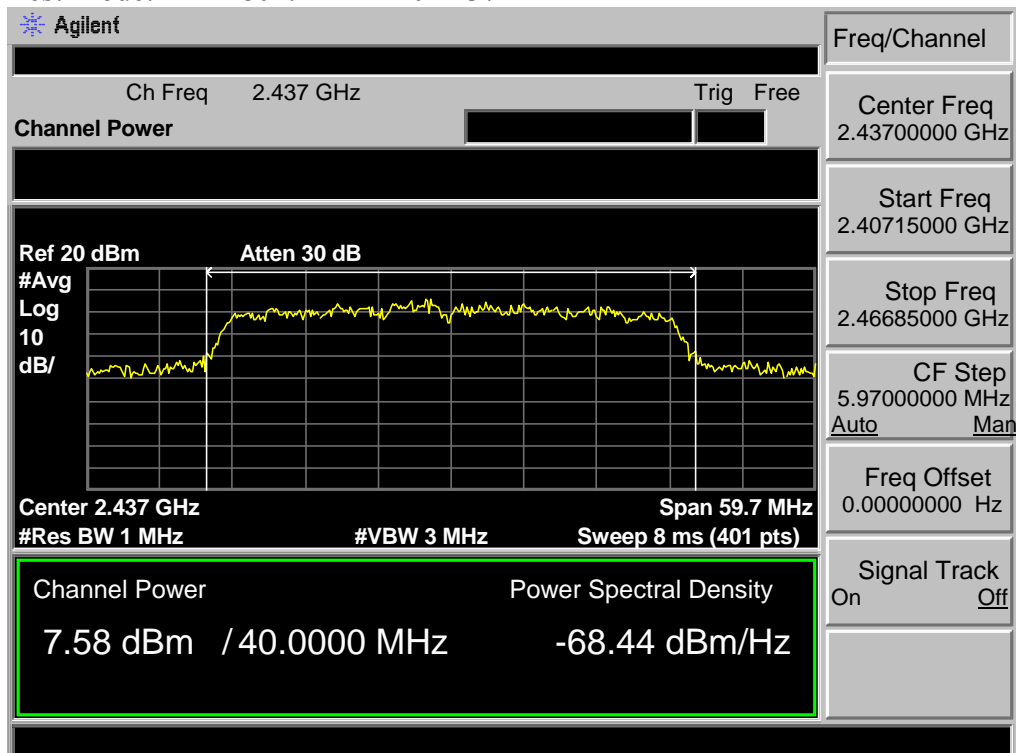 Agilent
Freq/Channel
Ch Freq 2.437 GHz Trig Free
Channel Power
Center Freq
2.43700000 GHz
Start Freq
2.40715000 GHz
Stop Freq
2.46685000 GHz
CF Step
5.97000000 MHz
Auto Man
Freq Offset
0.00000000 Hz
Signal Track
On Off
Ref 20 dBm Atten 30 dB
#Avg
Log
10
dB/
Center 2.437 GHz Span 59.7 MHz
#Res BW 1 MHz #VBW 3 MHz Sweep 8 ms (401 pts)
Channel Power Power Spectral Density
7.58 dBm / 40.0000 MHz -68.44 dBm/Hz